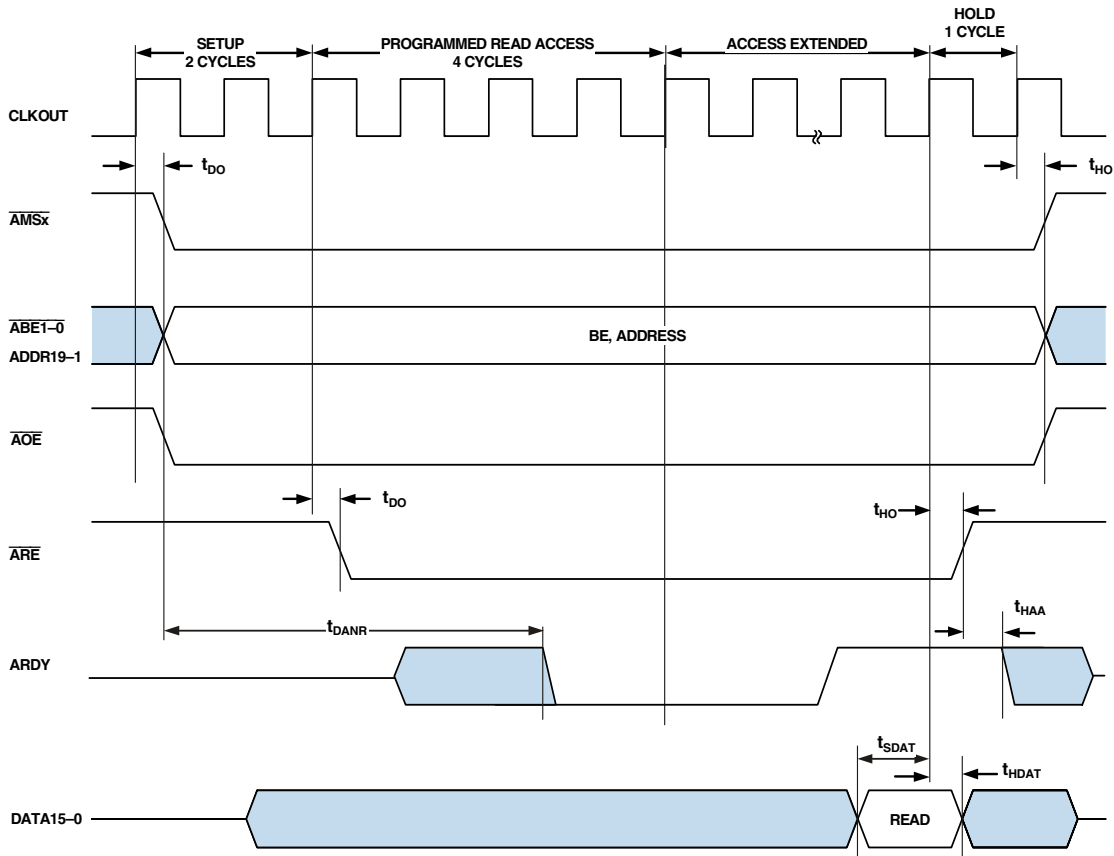 SETUP
2 CYCLES
PROGRAMMED READ ACCESS
4 CYCLES
ACCESS EXTENDED
HOLD
1 CYCLE
CLKOUT
tDO
tHO
AMSx
ABE1–0
ADDR19–1
BE, ADDRESS
AOE
tDO
tHO
ARE
tDANR
tHAA
ARDY
tSDAT
tHDAT
DATA15–0
READ